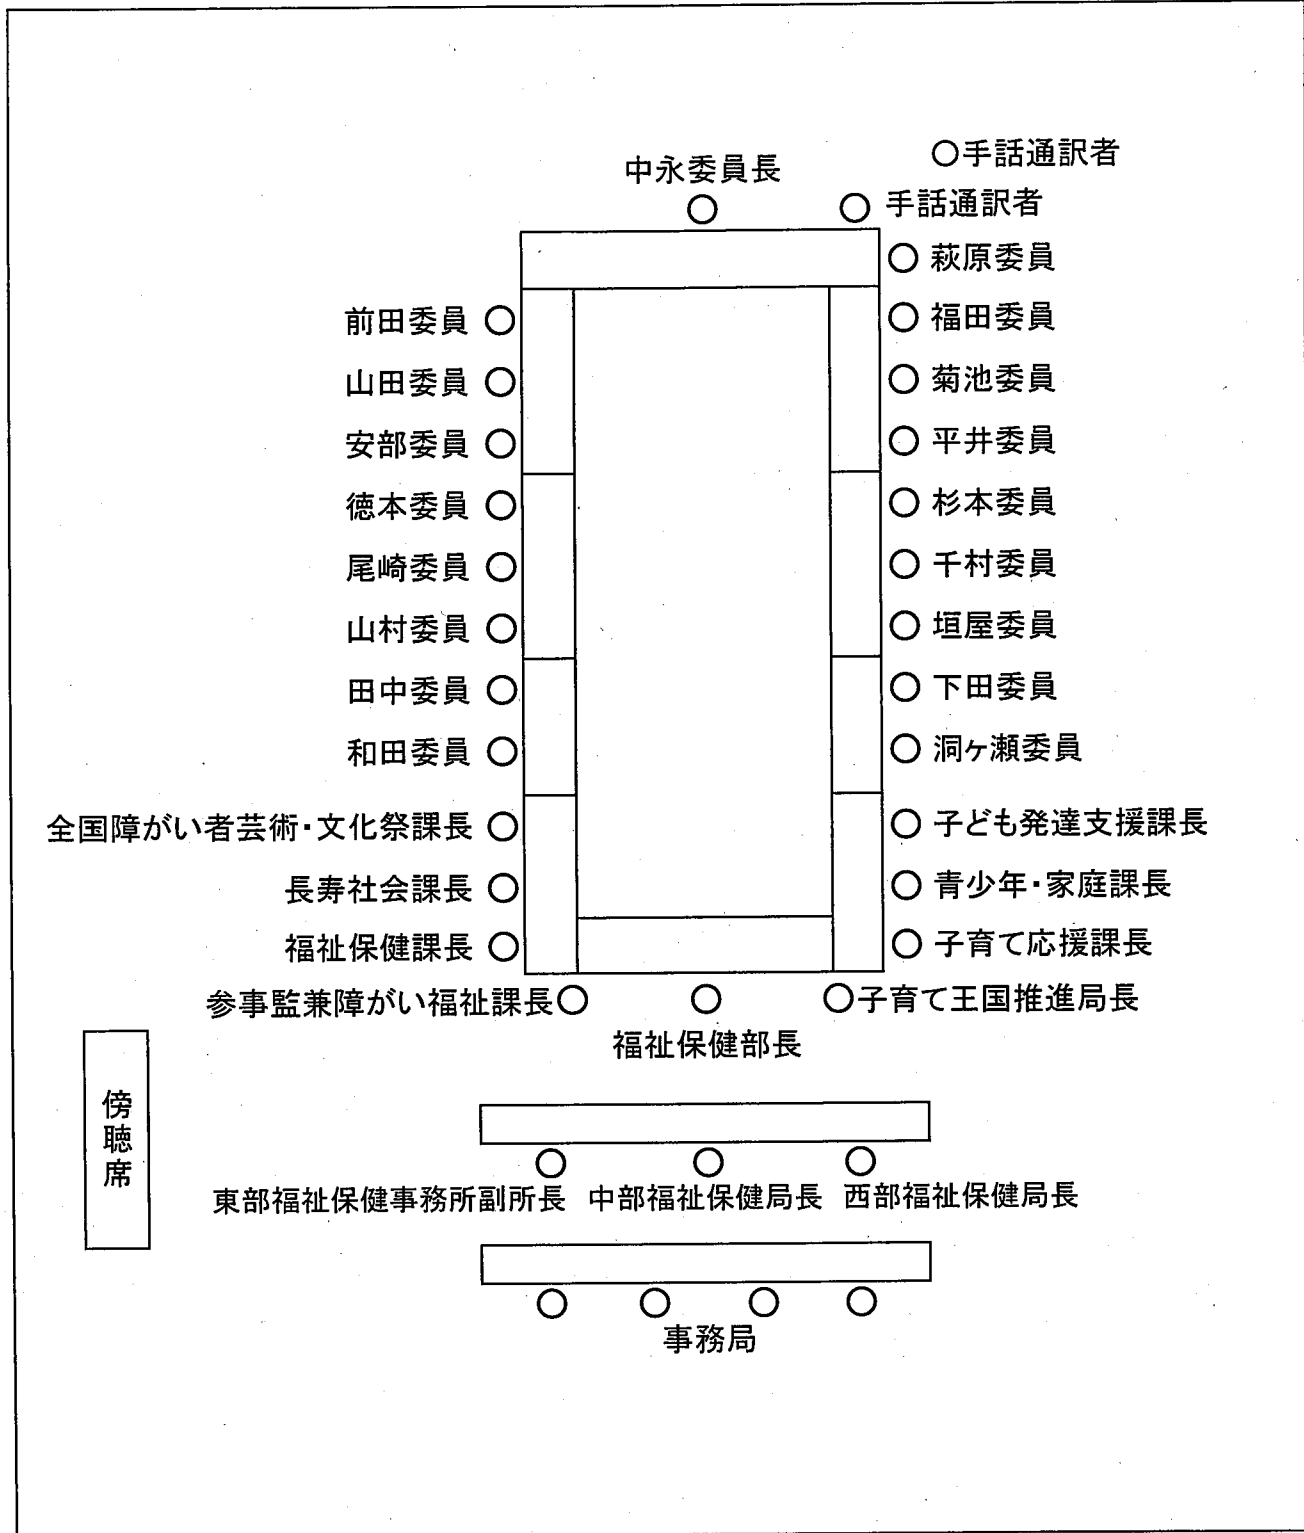 ○手話通訳者
中永委員長
○ ○ 手話通訳者
○ 萩原委員
前田委員 ○ ○ 福田委員
山田委員 ○ ○ 菊池委員
安部委員 ○ ○ 平井委員
徳本委員 ○ ○ 杉本委員
尾崎委員 ○ ○ 千村委員
山村委員 ○ ○ 垣屋委員
田中委員 ○ ○ 下田委員
和田委員 ○ ○ 洞ヶ瀬委員
全国障がい者芸術・文化祭課長 ○ ○ 子ども発達支援課長
長寿社会課長 ○ ○ 青少年・家庭課長
福祉保健課長 ○ ○ 子育て応援課長
参事監兼障がい福祉課長○ ○ ○子育て王国推進局長
福祉保健部長
傍聴席
○ ○ ○
東部福祉保健事務所副所長 中部福祉保健局長 西部福祉保健局長
○ ○ ○ ○
事務局